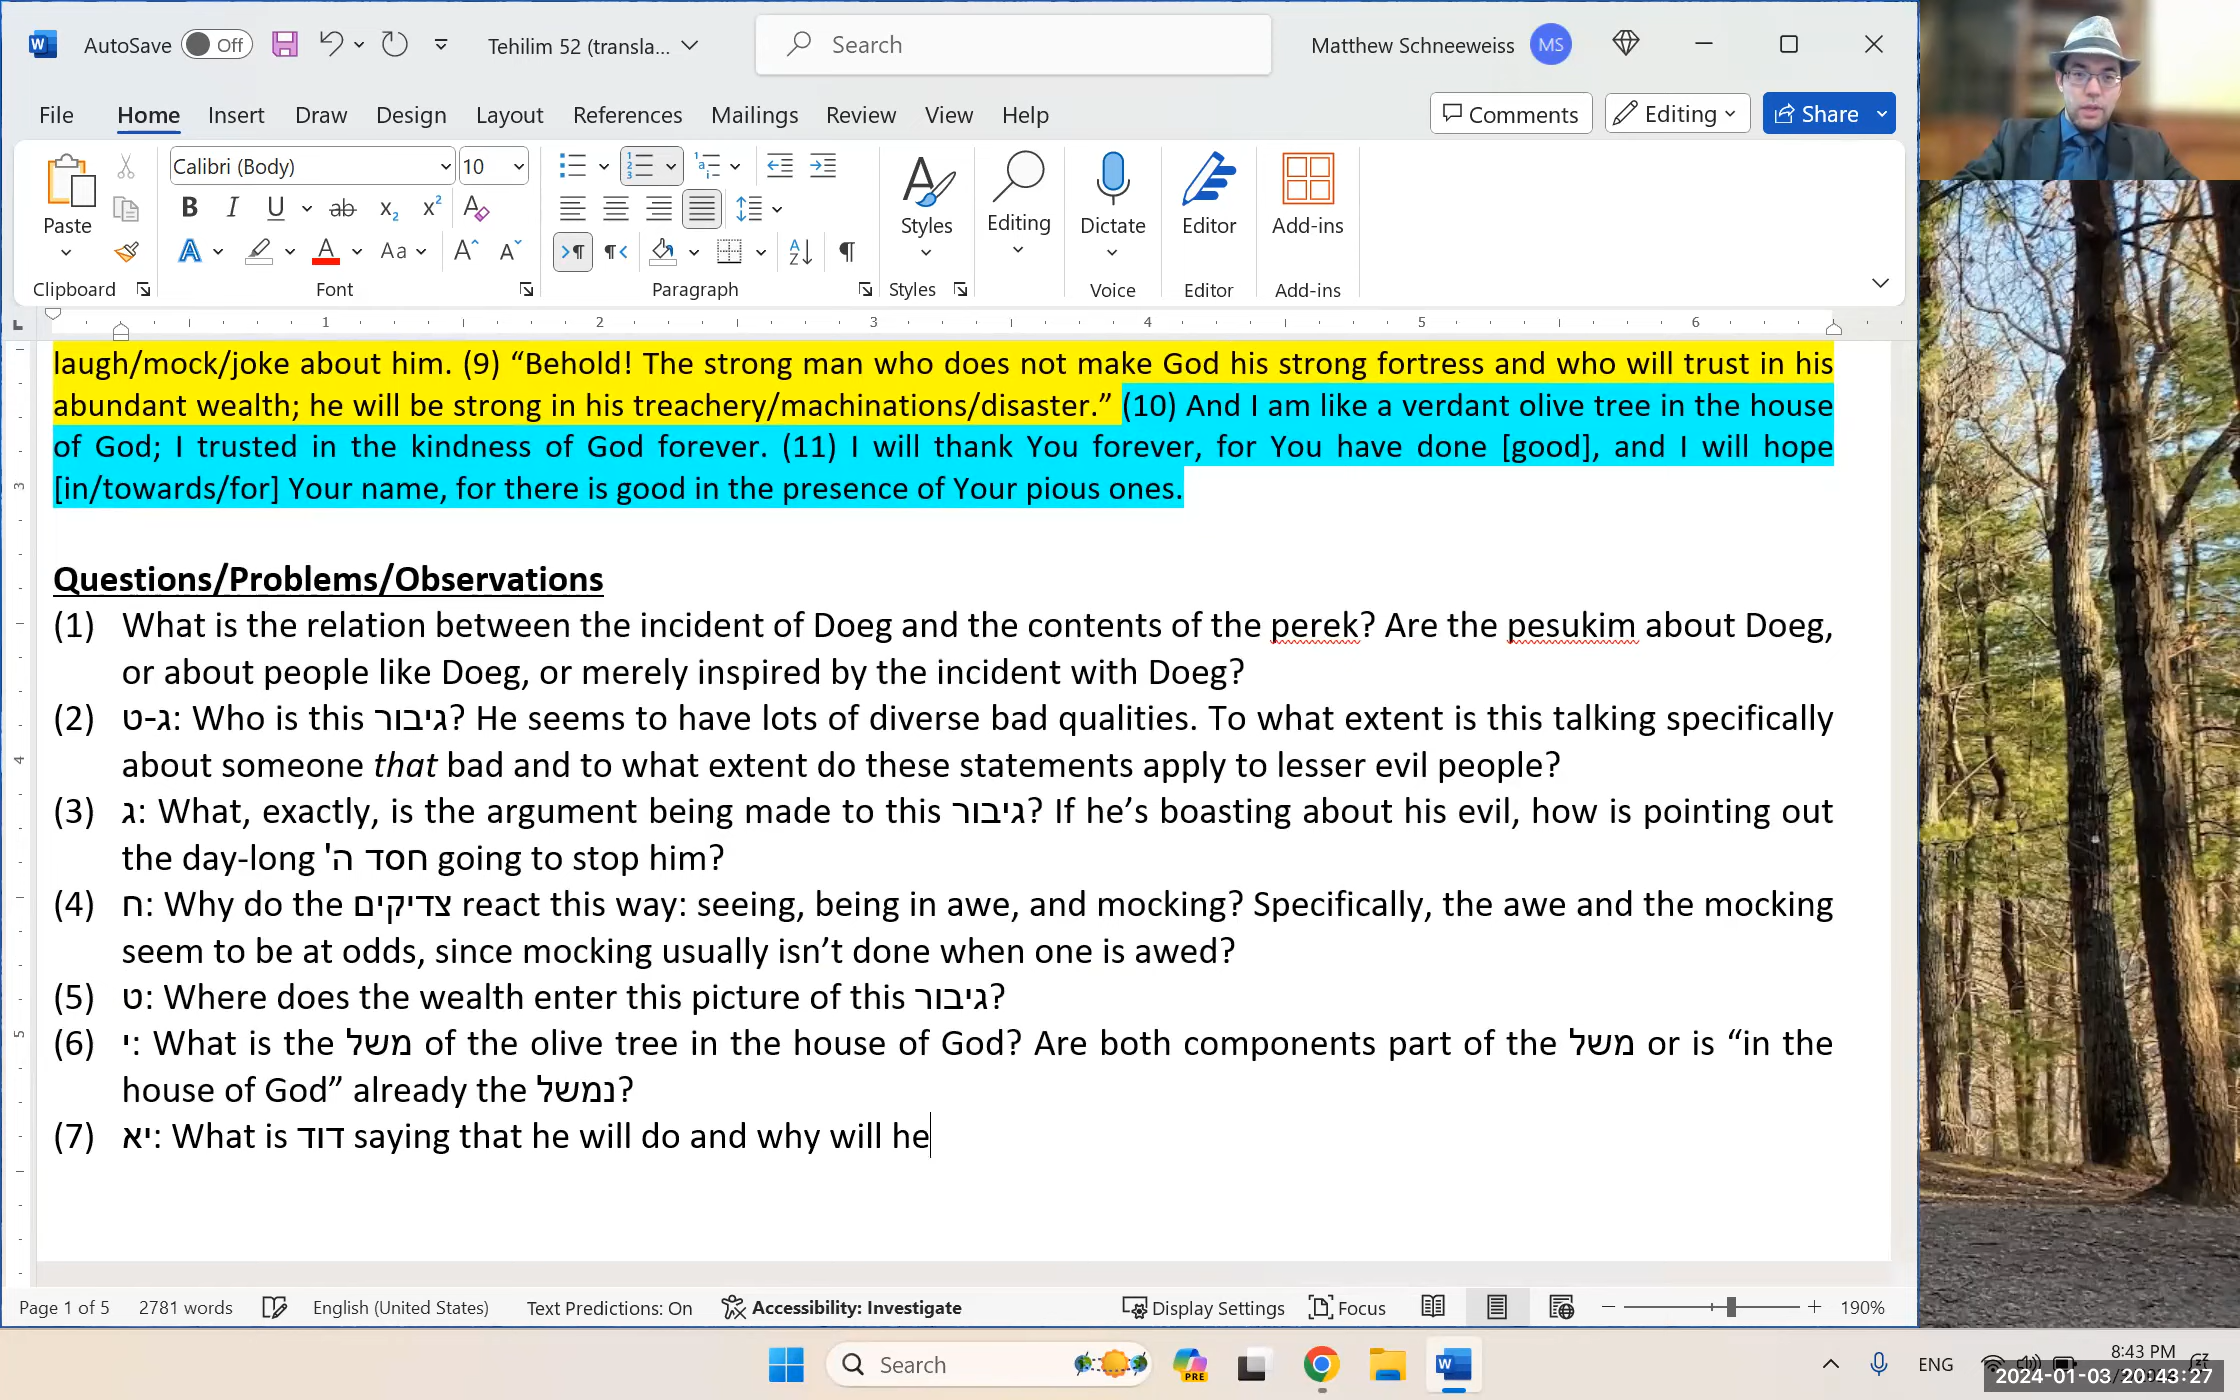 AutoSave Off Tehilim 52 (transla... Search Matthew Schneeweiss MS
File Home Insert Draw Design Layout References Mailings Review View Help Comments Editing Share
Paste Calibri (Body) 10 Styles Editing Dictate Editor Add-ins
Clipboard Font Paragraph Styles Voice Editor Add-ins
1 2 3 4 5 6
laugh/mock/joke about him. (9) “Behold! The strong man who does not make God his strong fortress and who will trust in his
abundant wealth; he will be strong in his treachery/machinations/disaster.” (10) And I am like a verdant olive tree in the house
of God; I trusted in the kindness of God forever. (11) I will thank You forever, for You have done [good], and I will hope
[in/towards/for] Your name, for there is good in the presence of Your pious ones.
Questions/Problems/Observations
(1) What is the relation between the incident of Doeg and the contents of the perek? Are the pesukim about Doeg,
or about people like Doeg, or merely inspired by the incident with Doeg?
(2) ג-ט: Who is this גיבור? He seems to have lots of diverse bad qualities. To what extent is this talking specifically
about someone that bad and to what extent do these statements apply to lesser evil people?
(3) ג: What, exactly, is the argument being made to this גיבור? If he’s boasting about his evil, how is pointing out
the day-long חסד ה' going to stop him?
(4) ח: Why do the צדיקים react this way: seeing, being in awe, and mocking? Specifically, the awe and the mocking
seem to be at odds, since mocking usually isn’t done when one is awed?
(5) ט: Where does the wealth enter this picture of this גיבור?
(6) י: What is the משל of the olive tree in the house of God? Are both components part of the משל or is “in the
house of God” already the נמשל?
(7) יא: What is דוד saying that he will do and why will he
Page 1 of 5 2781 words English (United States) Text Predictions: On Accessibility: Investigate Display Settings Focus 190%
Search PRE ENG 8:43 PM
2024-01-03 20:43:27